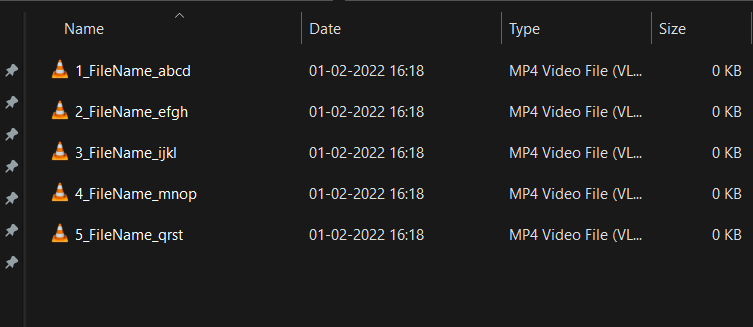 Name Date Type Size
1_FileName_abcd 01-02-2022 16:18 MP4 Video File (VL... 0 KB
2_FileName_efgh 01-02-2022 16:18 MP4 Video File (VL... 0 KB
3_FileName_ijkl 01-02-2022 16:18 MP4 Video File (VL... 0 KB
4_FileName_mnop 01-02-2022 16:18 MP4 Video File (VL... 0 KB
5_FileName_qrst 01-02-2022 16:18 MP4 Video File (VL... 0 KB